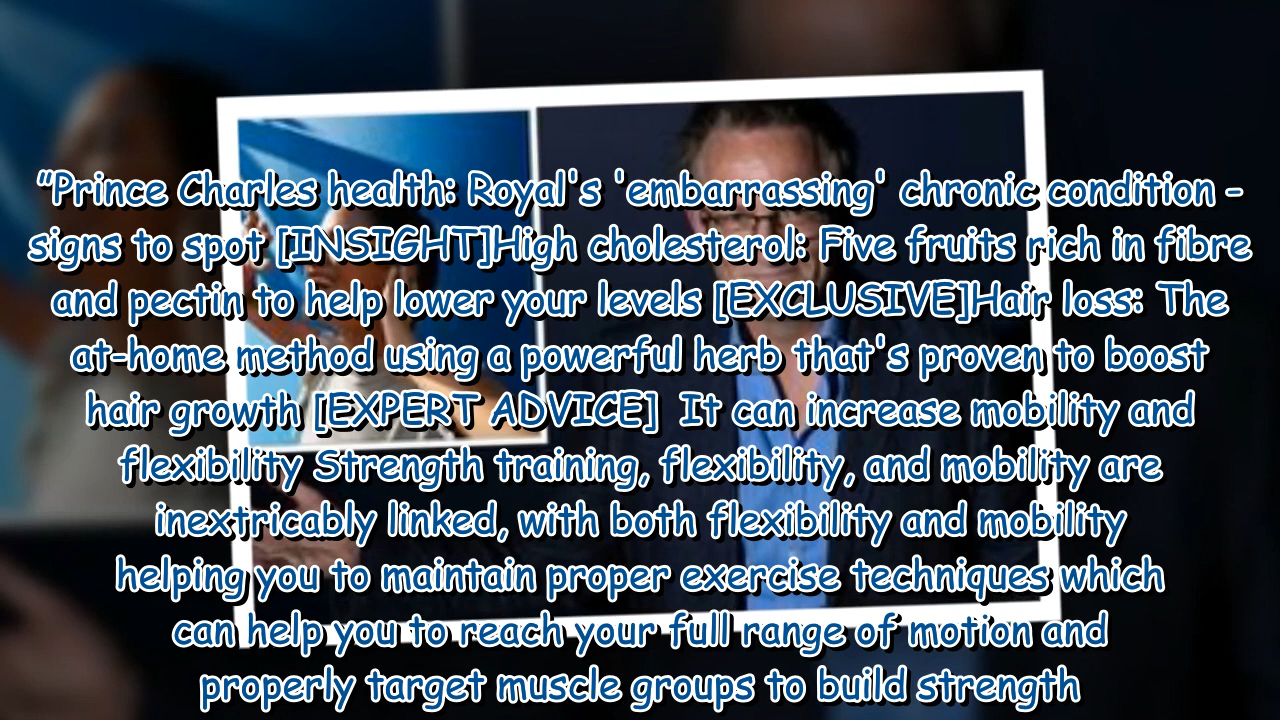 ”Prince Charles health: Royal's 'embarrassing' chronic condition -
signs to spot [INSIGHT]High cholesterol: Five fruits rich in fibre
and pectin to help lower your levels [EXCLUSIVE]Hair loss: The
at-home method using a powerful herb that's proven to boost
hair growth [EXPERT ADVICE]  It can increase mobility and
flexibility Strength training, flexibility, and mobility are
inextricably linked, with both flexibility and mobility
helping you to maintain proper exercise techniques which
can help you to reach your full range of motion and
properly target muscle groups to build strength